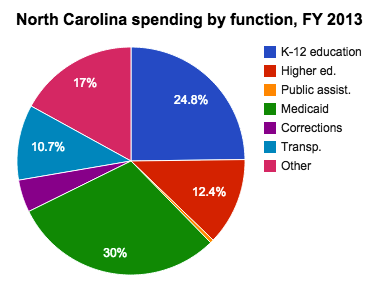 North Carolina spending by function, FY 2013
K-12 education
Higher ed.
Public assist.
Medicaid
Corrections
Transp.
Other
24.8%
12.4%
30%
10.7%
17%